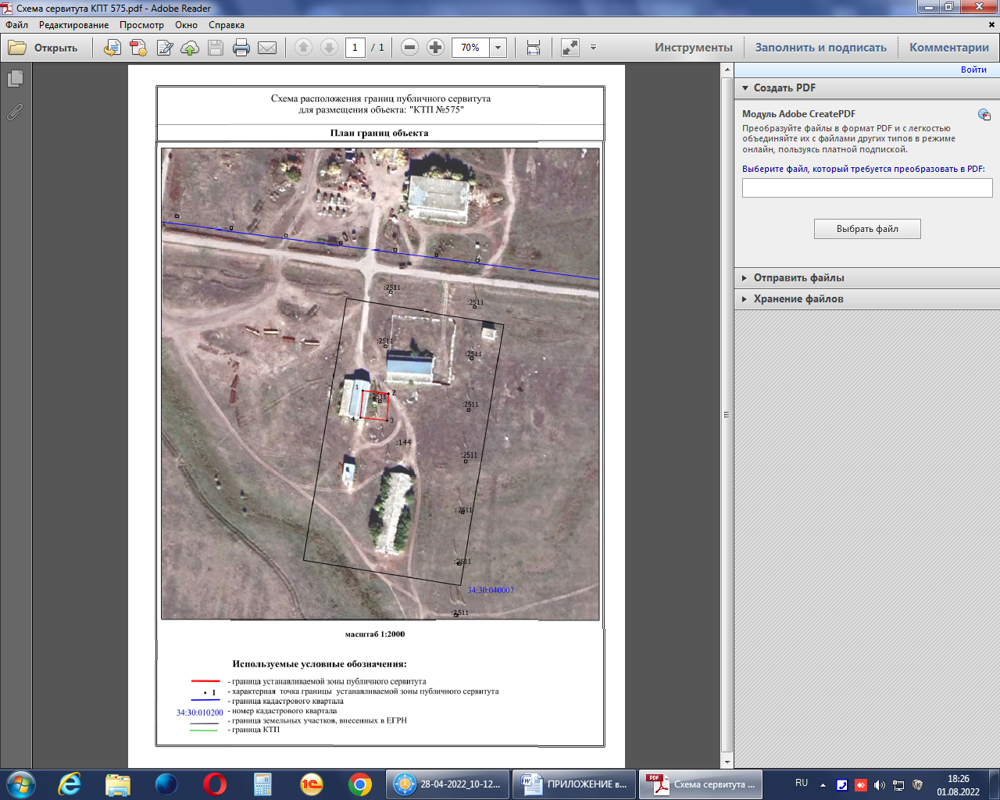 Схема сервитута КПТ 575.pdf - Adobe Reader
Файл Редактирование Просмотр Окно Справка
Открыть 1 / 1 70% Инструменты Заполнить и подписать Комментарии
Войти
Создать PDF
Модуль Adobe CreatePDF
Преобразуйте файлы в формат PDF и с легкостью
объединяйте их с файлами других типов в режиме
онлайн, пользуясь платной подпиской.
Выберите файл, который требуется преобразовать в PDF:
Выбрать файл
Отправить файлы
Хранение файлов
Схема расположения границ публичного сервитута
для размещения объекта: "КТП №575"
План границ объекта
:2511
:2511
:2511
:2511
1
2
:2511
:2511
4
3
:144
:2511
:2511
:2511
34:30:040007
:2511
масштаб 1:2000
Используемые условные обозначения:
- граница устанавливаемой зоны публичного сервитута
1 - характерная точка границы устанавливаемой зоны публичного сервитута
- граница кадастрового квартала
34:30:010200 - номер кадастрового квартала
- граница земельных участков, внесенных в ЕГРН
- граница КТП
28-04-2022_10-12...
ПРИЛОЖЕНИЕ в...
Схема сервитута ...
RU
18:26
01.08.2022